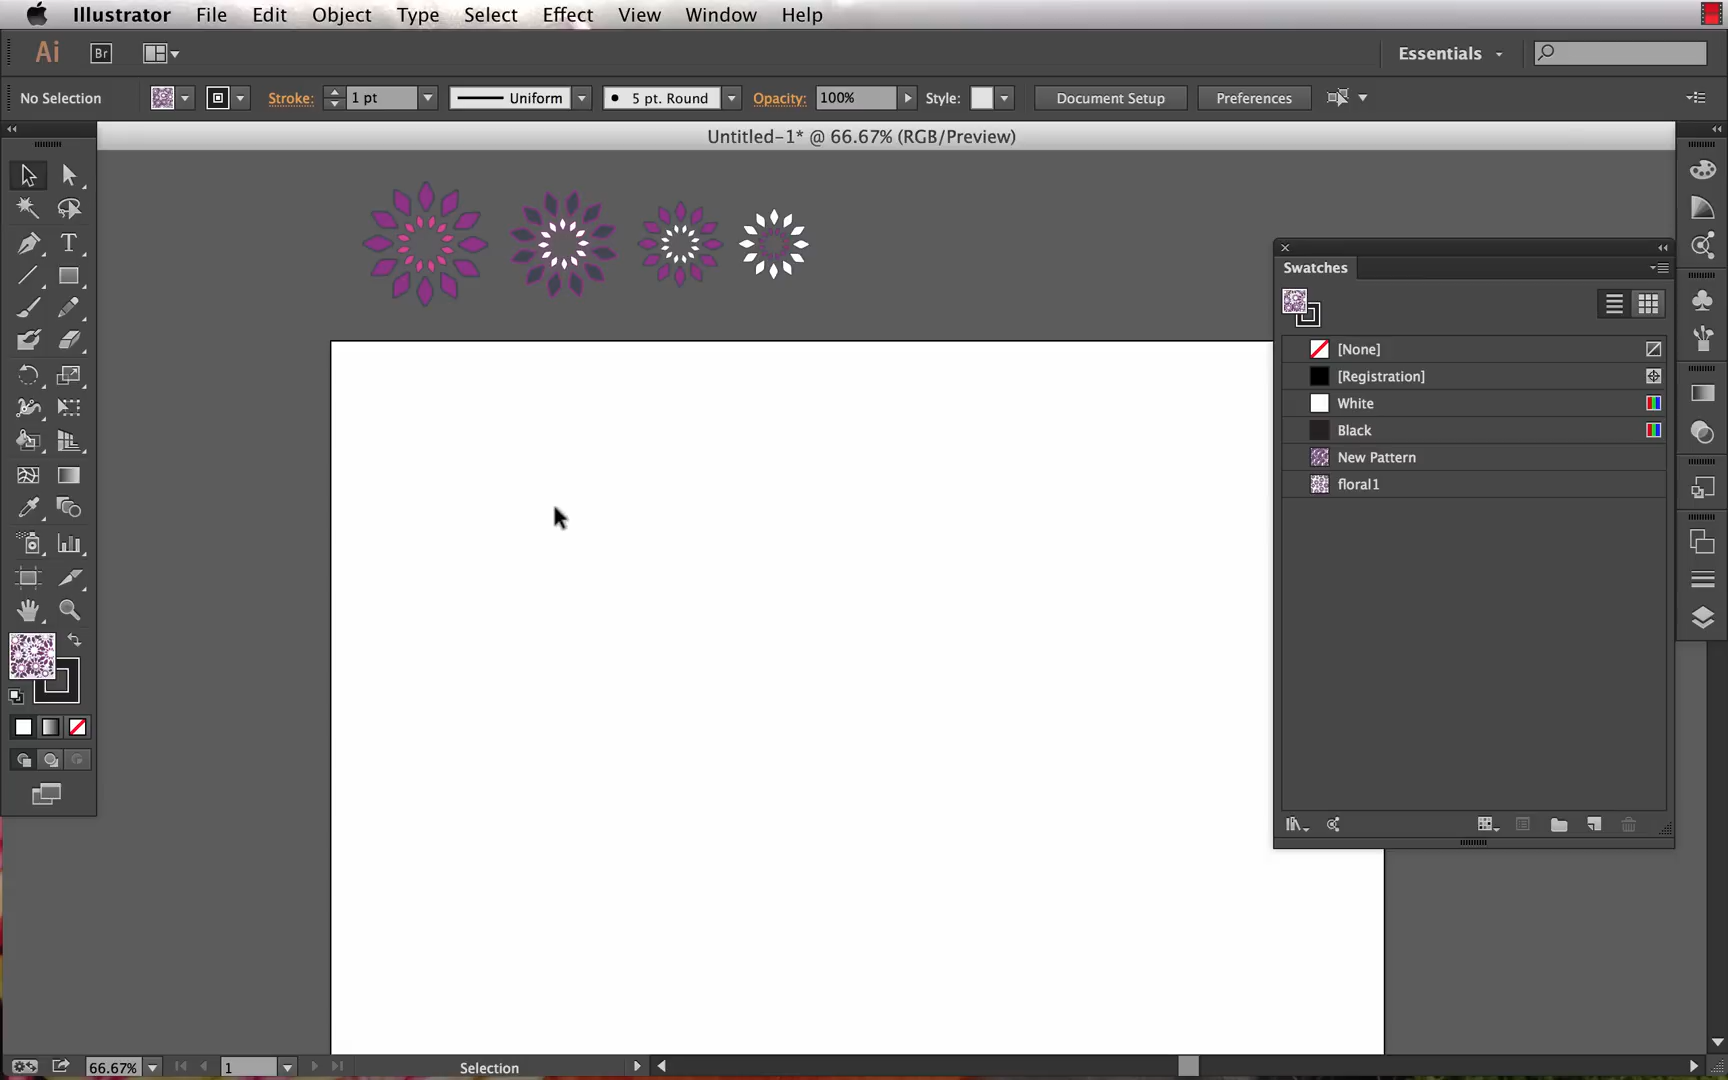 Illustrator File Edit Object Type Select Effect View Window Help
Ai Br Essentials
No Selection Stroke: 1 pt Uniform 5 pt. Round Opacity: 100% Style: Document Setup Preferences
Untitled-1* @ 66.67% (RGB/Preview)
T
Swatches
[None]
[Registration]
White
Black
New Pattern
floral1
66.67% 1 Selection